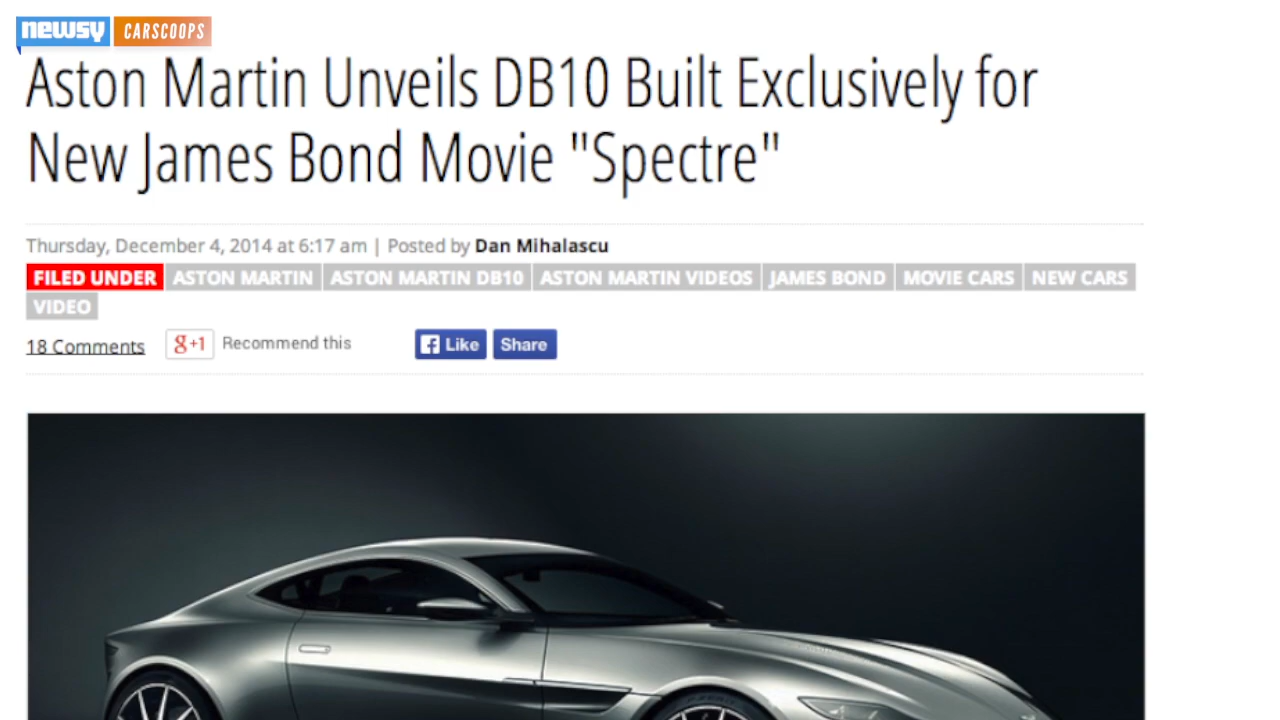 newsy CARSCOOPS
Aston Martin Unveils DB10 Built Exclusively for
New James Bond Movie "Spectre"
Thursday, December 4, 2014 at 6:17 am | Posted by Dan Mihalascu
FILED UNDER ASTON MARTIN ASTON MARTIN DB10 ASTON MARTIN VIDEOS JAMES BOND MOVIE CARS NEW CARS
VIDEO
18 Comments g+1 Recommend this f Like Share